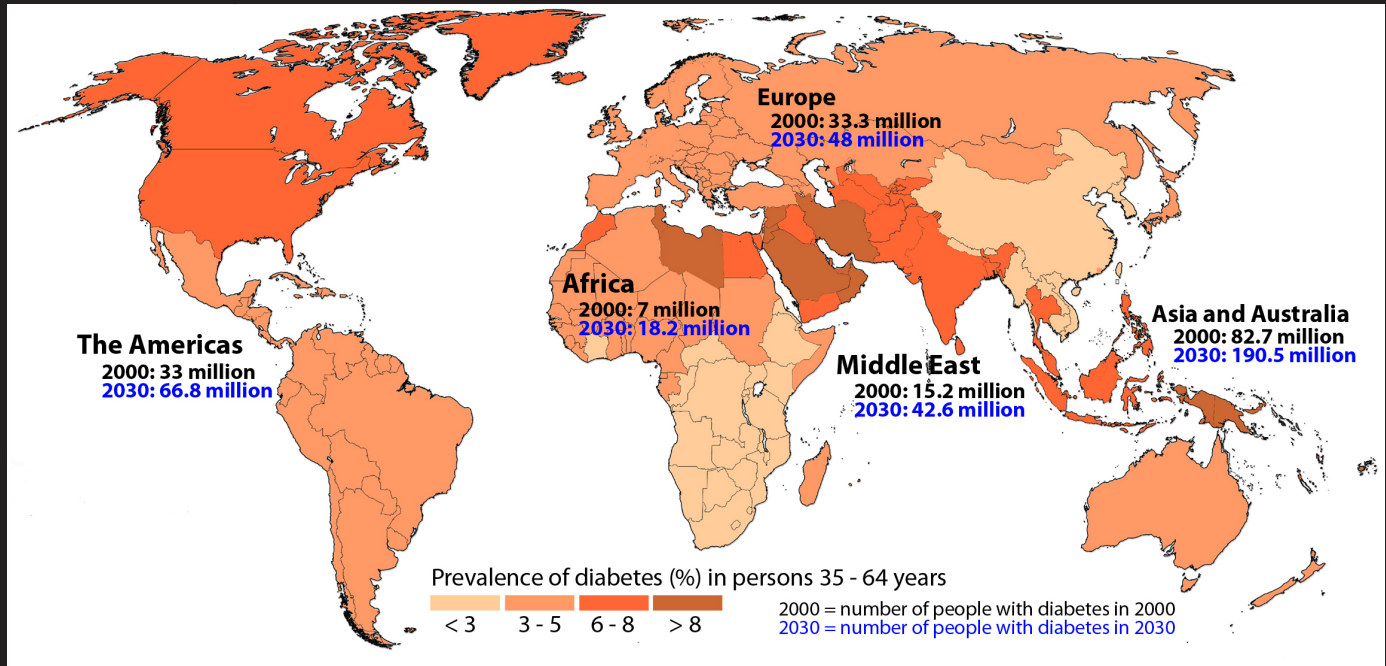 Europe
2000: 33.3 million
2030: 48 million
Africa
2000: 7 million
2030: 18.2 million
The Americas
2000: 33 million
2030: 66.8 million
Middle East
2000: 15.2 million
2030: 42.6 million
Asia and Australia
2000: 82.7 million
2030: 190.5 million
Prevalence of diabetes (%) in persons 35 - 64 years
< 3 3 - 5 6 - 8 > 8
2000 = number of people with diabetes in 2000
2030 = number of people with diabetes in 2030